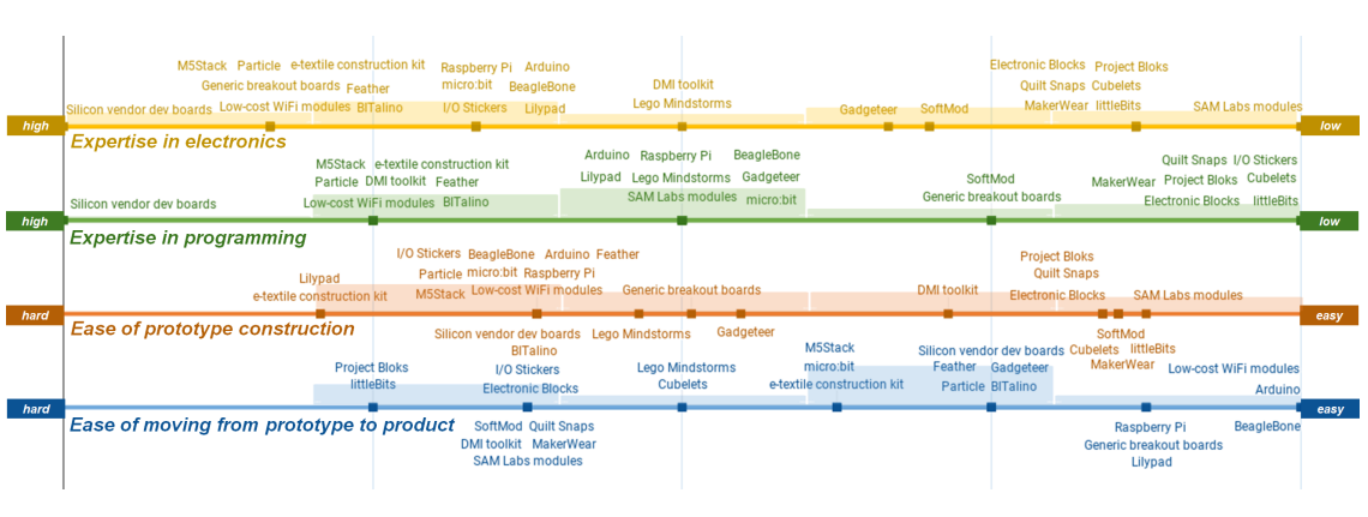 M5Stack Particle e-textile construction kit Raspberry Pi Arduino Electronic Blocks Project Bloks
Generic breakout boards Feather micro:bit BeagleBone DMI toolkit Quilt Snaps Cubelets
Silicon vendor dev boards Low-cost WiFi modules BITalino I/O Stickers Lilypad Lego Mindstorms Gadgeteer SoftMod MakerWear littleBits SAM Labs modules
high low
Expertise in electronics
M5Stack e-textile construction kit Arduino Raspberry Pi BeagleBone Quilt Snaps I/O Stickers
Particle DMI toolkit Feather Lilypad Lego Mindstorms Gadgeteer SoftMod MakerWear Project Bloks Cubelets
Silicon vendor dev boards Low-cost WiFi modules BITalino SAM Labs modules micro:bit Generic breakout boards Electronic Blocks littleBits
high low
Expertise in programming
I/O Stickers BeagleBone Arduino Feather Project Bloks
Lilypad Particle micro:bit Raspberry Pi Quilt Snaps
e-textile construction kit M5Stack Low-cost WiFi modules Generic breakout boards DMI toolkit Electronic Blocks SAM Labs modules
hard easy
Ease of prototype construction
Silicon vendor dev boards Lego Mindstorms Gadgeteer SoftMod
BITalino Cubelets littleBits
MakerWear
M5Stack Silicon vendor dev boards
Project Bloks I/O Stickers Lego Mindstorms micro:bit Feather Gadgeteer Low-cost WiFi modules
littleBits Electronic Blocks Cubelets e-textile construction kit Particle BITalino Arduino
hard easy
Ease of moving from prototype to product
SoftMod Quilt Snaps Raspberry Pi BeagleBone
DMI toolkit MakerWear Generic breakout boards
SAM Labs modules Lilypad